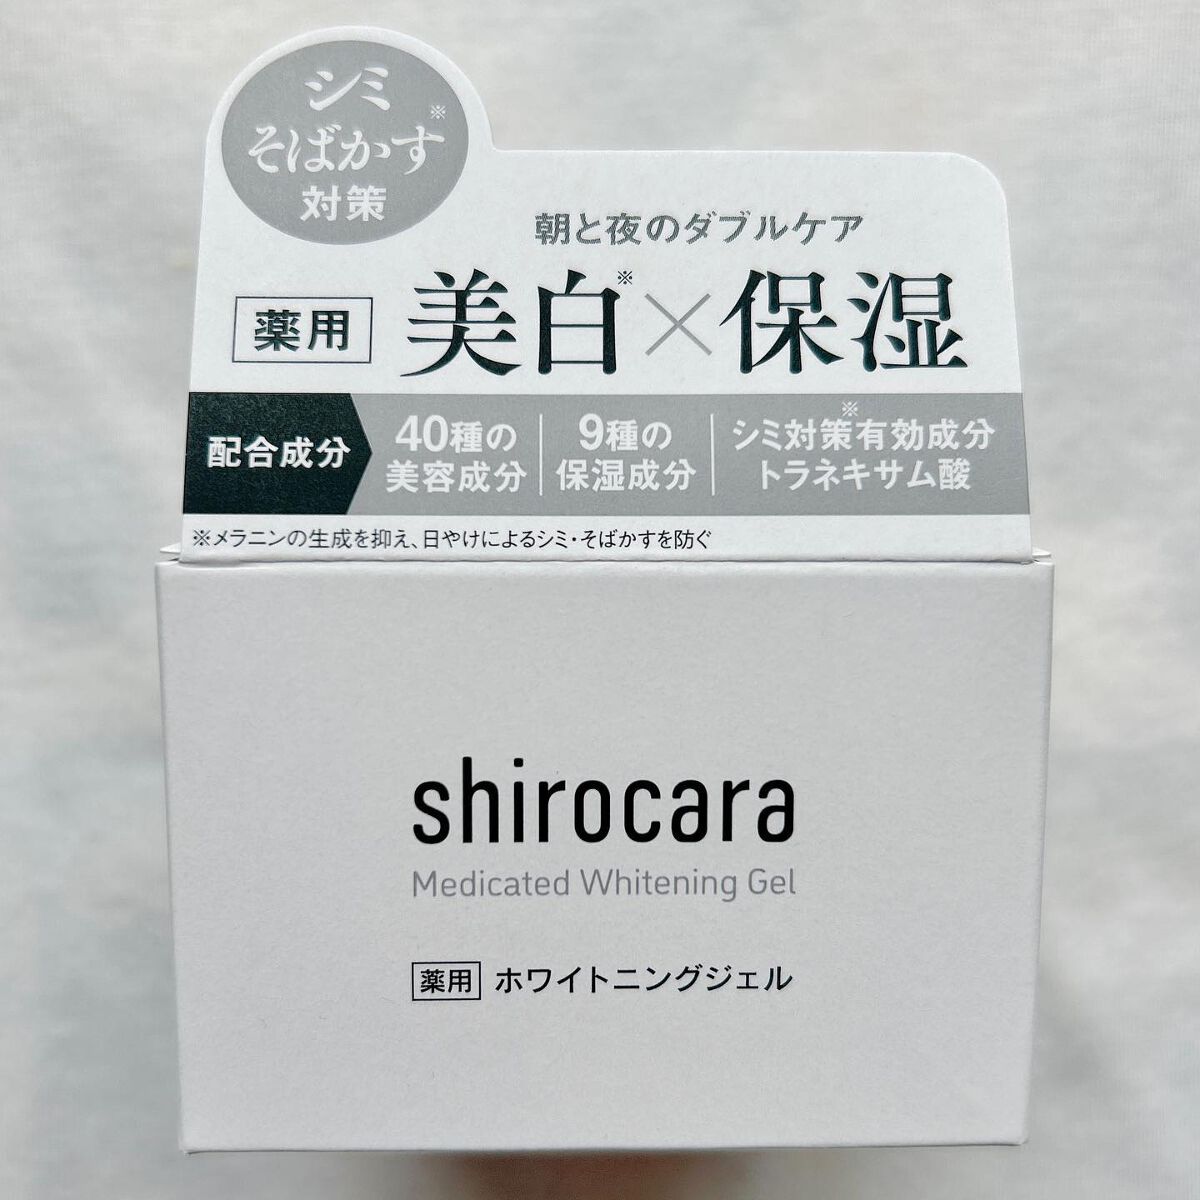 シミ
そばかす※
対策
朝と夜のダブルケア
薬用 美白※×保湿
配合成分
40種の
美容成分
9種の
保湿成分
シミ対策※有効成分
トラネキサム酸
※メラニンの生成を抑え、日やけによるシミ・そばかすを防ぐ
shirocara
Medicated Whitening Gel
薬用 ホワイトニングジェル